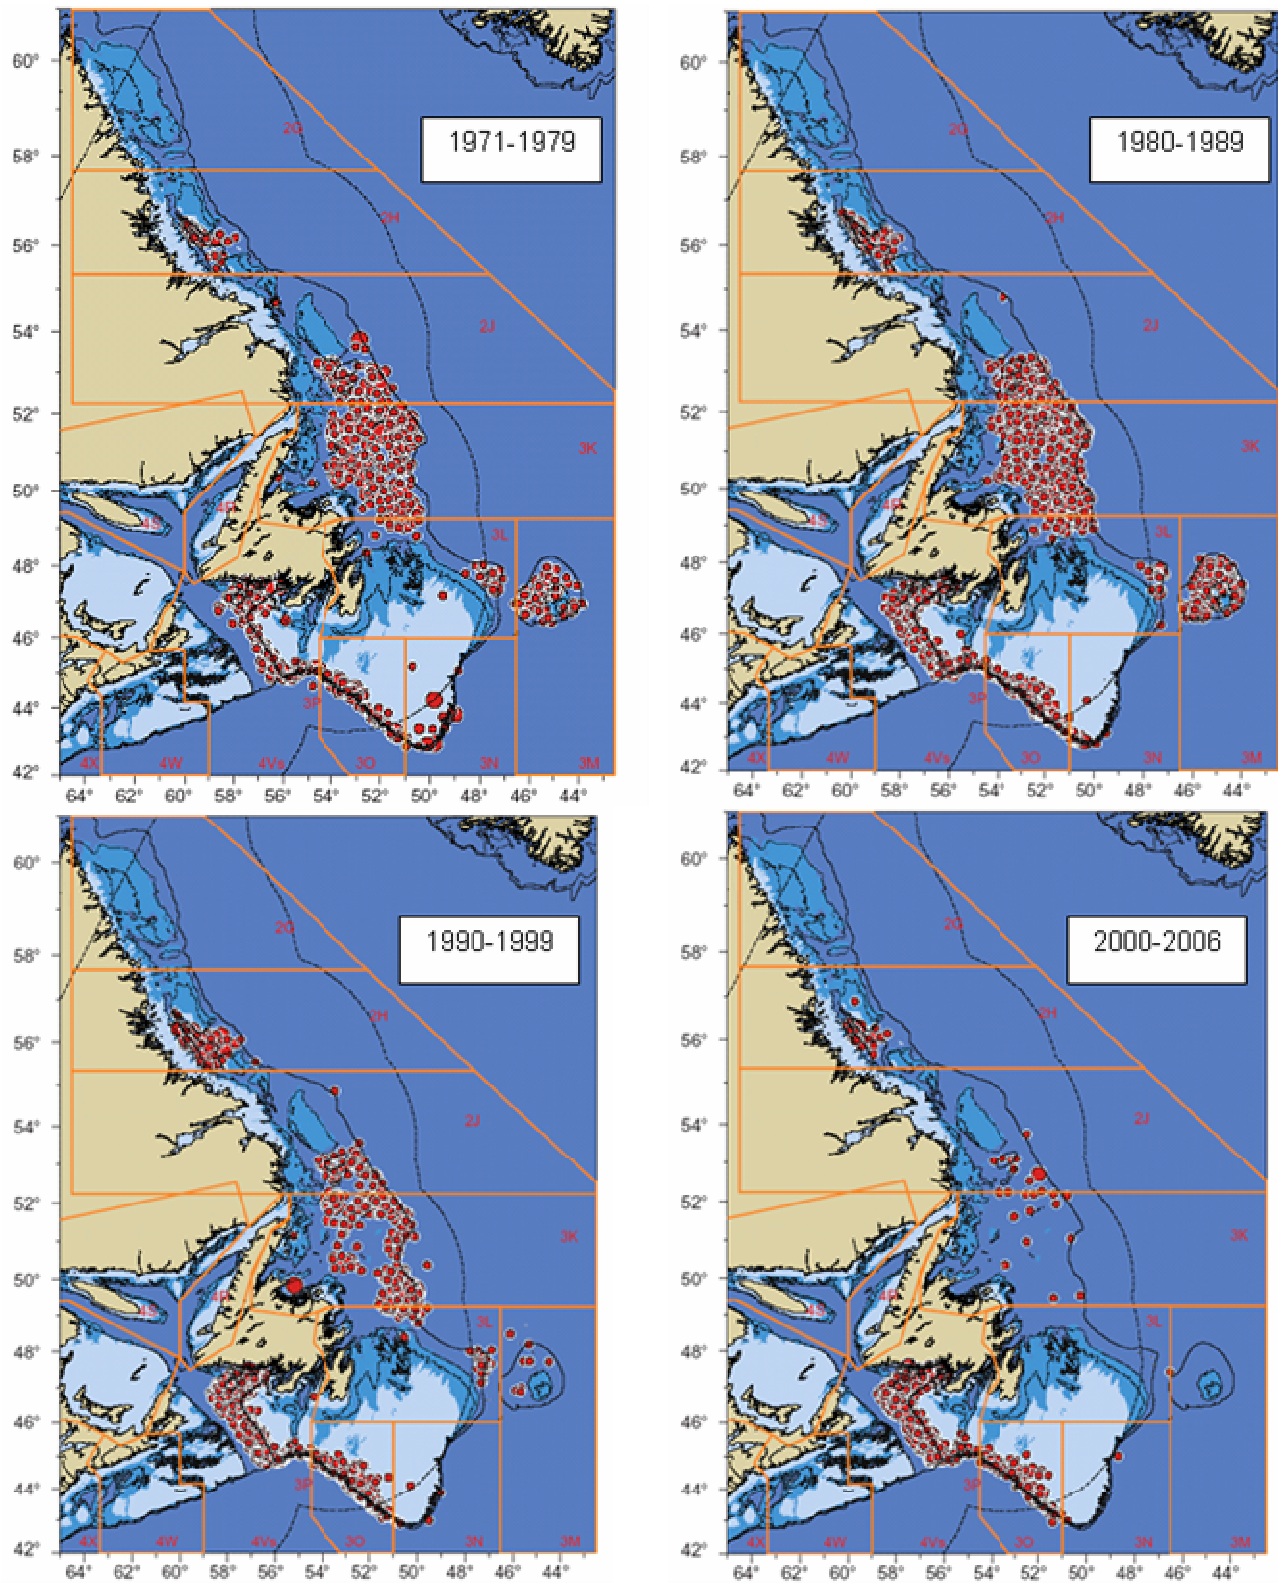 1971-1979
60°
58°
56°
54°
52°
50°
48°
46°
44°
42°
2G
2H
2J
3K
4R
4S
3L
3P
4X
4W
4Vs
3O
3N
3M
64° 62° 60° 58° 56° 54° 52° 50° 48° 46° 44°
1980-1989
60°
58°
56°
54°
52°
50°
48°
46°
44°
42°
2G
2H
2J
3K
4R
4S
3L
3P
4X
4W
4Vs
3O
3N
3M
64° 62° 60° 58° 56° 54° 52° 50° 48° 46° 44°
1990-1999
60°
58°
56°
54°
52°
50°
48°
46°
44°
42°
2G
2H
2J
3K
4R
4S
3L
3P
4X
4W
4Vs
3O
3N
3M
64° 62° 60° 58° 56° 54° 52° 50° 48° 46° 44°
2000-2006
60°
58°
56°
54°
52°
50°
48°
46°
44°
42°
2G
2H
2J
3K
4R
4S
3L
3P
4X
4W
4Vs
3O
3N
3M
64° 62° 60° 58° 56° 54° 52° 50° 48° 46° 44°